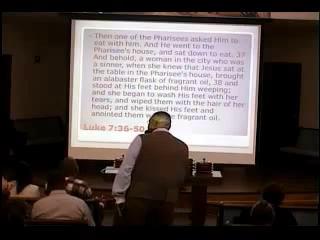 Then one of the Pharisees asked Him to
eat with him. And He went to the
Pharisee's house, and sat down to eat. 37
And behold, a woman in the city who was
a sinner, when she knew that Jesus sat at
the table in the Pharisee's house, brought
an alabaster flask of fragrant oil, 38 and
stood at His feet behind Him weeping;
and she began to wash His feet with her
tears, and wiped them with the hair of her
head; and she kissed His feet and
anointed them fragrant oil.
Luke 7:36-50